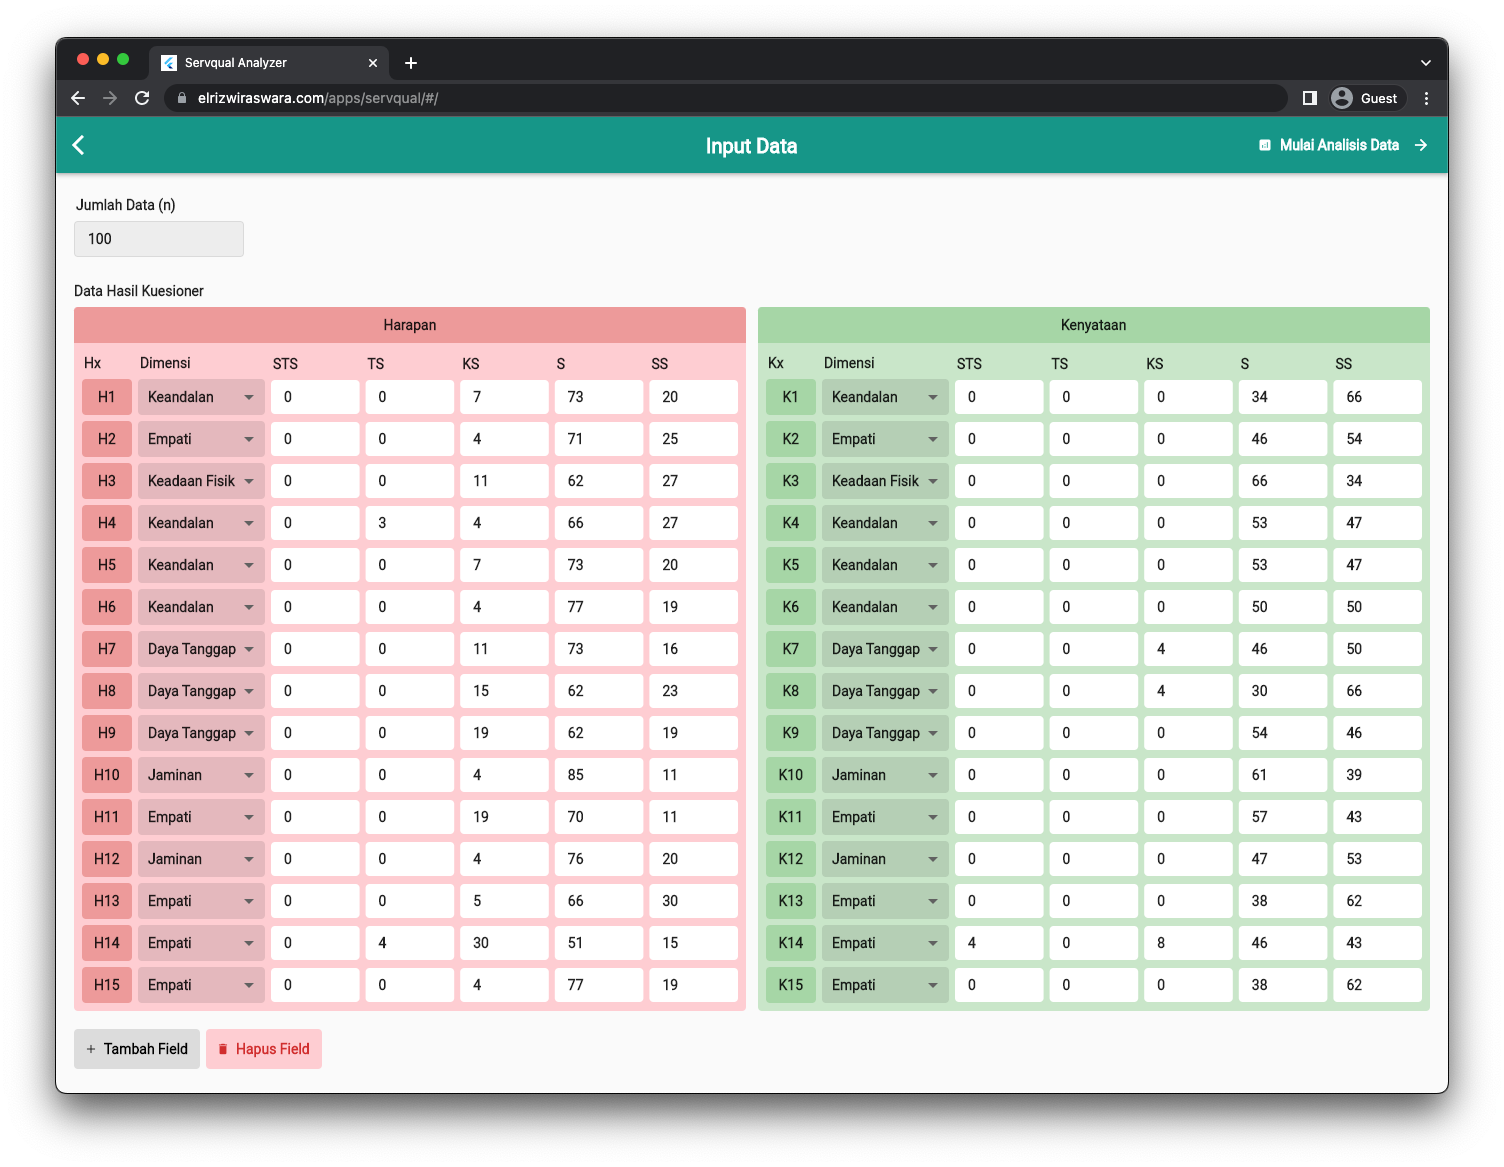 Servqual Analyzer
elrizwiraswara.com/apps/servqual/#/
Guest
Input Data
Mulai Analisis Data
Jumlah Data (n)
100
Data Hasil Kuesioner
Harapan
Hx Dimensi STS TS KS S SS
H1 Keandalan 0 0 7 73 20
H2 Empati 0 0 4 71 25
H3 Keadaan Fisik 0 0 11 62 27
H4 Keandalan 0 3 4 66 27
H5 Keandalan 0 0 7 73 20
H6 Keandalan 0 0 4 77 19
H7 Daya Tanggap 0 0 11 73 16
H8 Daya Tanggap 0 0 15 62 23
H9 Daya Tanggap 0 0 19 62 19
H10 Jaminan 0 0 4 85 11
H11 Empati 0 0 19 70 11
H12 Jaminan 0 0 4 76 20
H13 Empati 0 0 5 66 30
H14 Empati 0 4 30 51 15
H15 Empati 0 0 4 77 19
Kenyataan
Kx Dimensi STS TS KS S SS
K1 Keandalan 0 0 0 34 66
K2 Empati 0 0 0 46 54
K3 Keadaan Fisik 0 0 0 66 34
K4 Keandalan 0 0 0 53 47
K5 Keandalan 0 0 0 53 47
K6 Keandalan 0 0 0 50 50
K7 Daya Tanggap 0 0 4 46 50
K8 Daya Tanggap 0 0 4 30 66
K9 Daya Tanggap 0 0 0 54 46
K10 Jaminan 0 0 0 61 39
K11 Empati 0 0 0 57 43
K12 Jaminan 0 0 0 47 53
K13 Empati 0 0 0 38 62
K14 Empati 4 0 8 46 43
K15 Empati 0 0 0 38 62
+ Tambah Field
Hapus Field